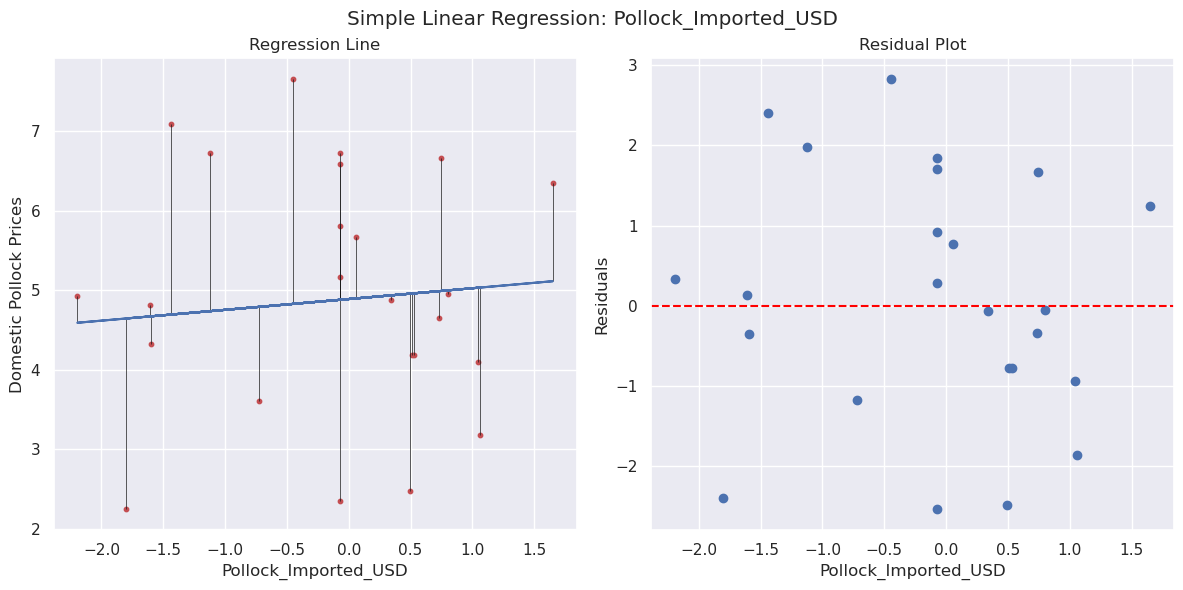 Simple Linear Regression: Pollock_Imported_USD
Regression Line
Domestic Pollock Prices
7
6
5
4
3
2
−2.0 −1.5 −1.0 −0.5 0.0 0.5 1.0 1.5
Pollock_Imported_USD
Residual Plot
Residuals
3
2
1
0
−1
−2
−2.0 −1.5 −1.0 −0.5 0.0 0.5 1.0 1.5
Pollock_Imported_USD